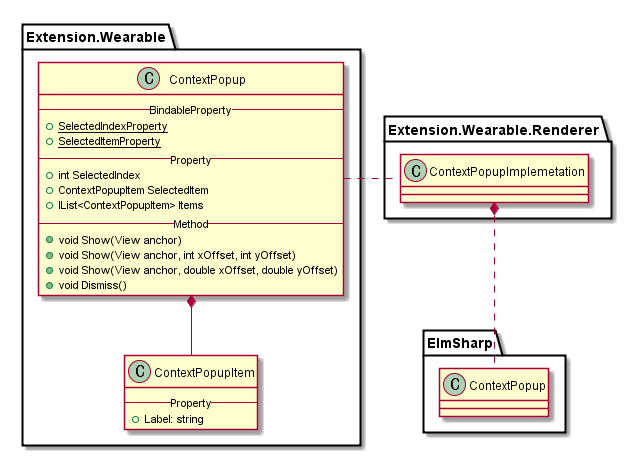 Extension.Wearable
C ContextPopup
BindableProperty
SelectedIndexProperty
SelectedItemProperty
Property
int SelectedIndex
ContextPopupItem SelectedItem
IList<ContextPopupItem> Items
Method
void Show(View anchor)
void Show(View anchor, int xOffset, int yOffset)
void Show(View anchor, double xOffset, double yOffset)
void Dismiss()
C ContextPopupItem
Property
Label: string
Extension.Wearable.Renderer
C ContextPopupImplemetation
ElmSharp
C ContextPopup